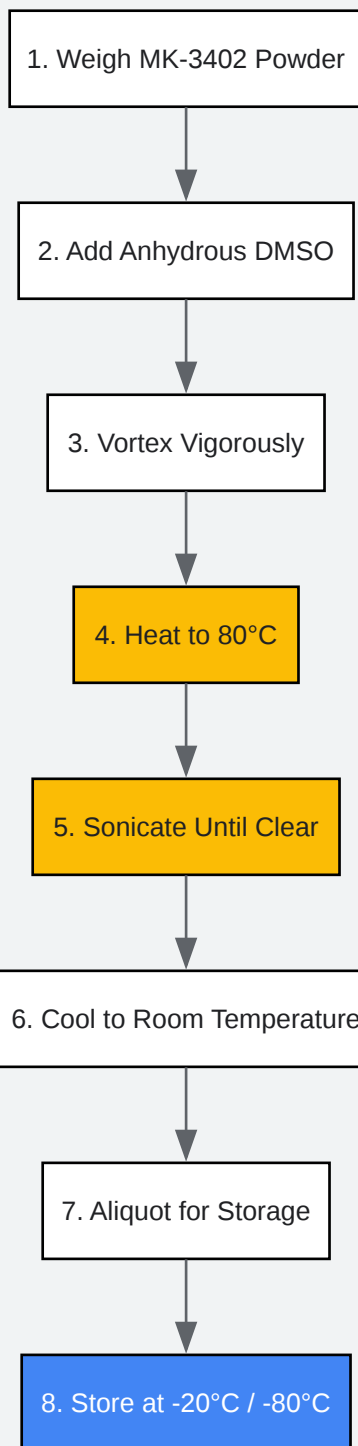 1. Weigh MK-3402 Powder
2. Add Anhydrous DMSO
3. Vortex Vigorously
4. Heat to 80°C
5. Sonicate Until Clear
6. Cool to Room Temperature
7. Aliquot for Storage
8. Store at -20°C / -80°C